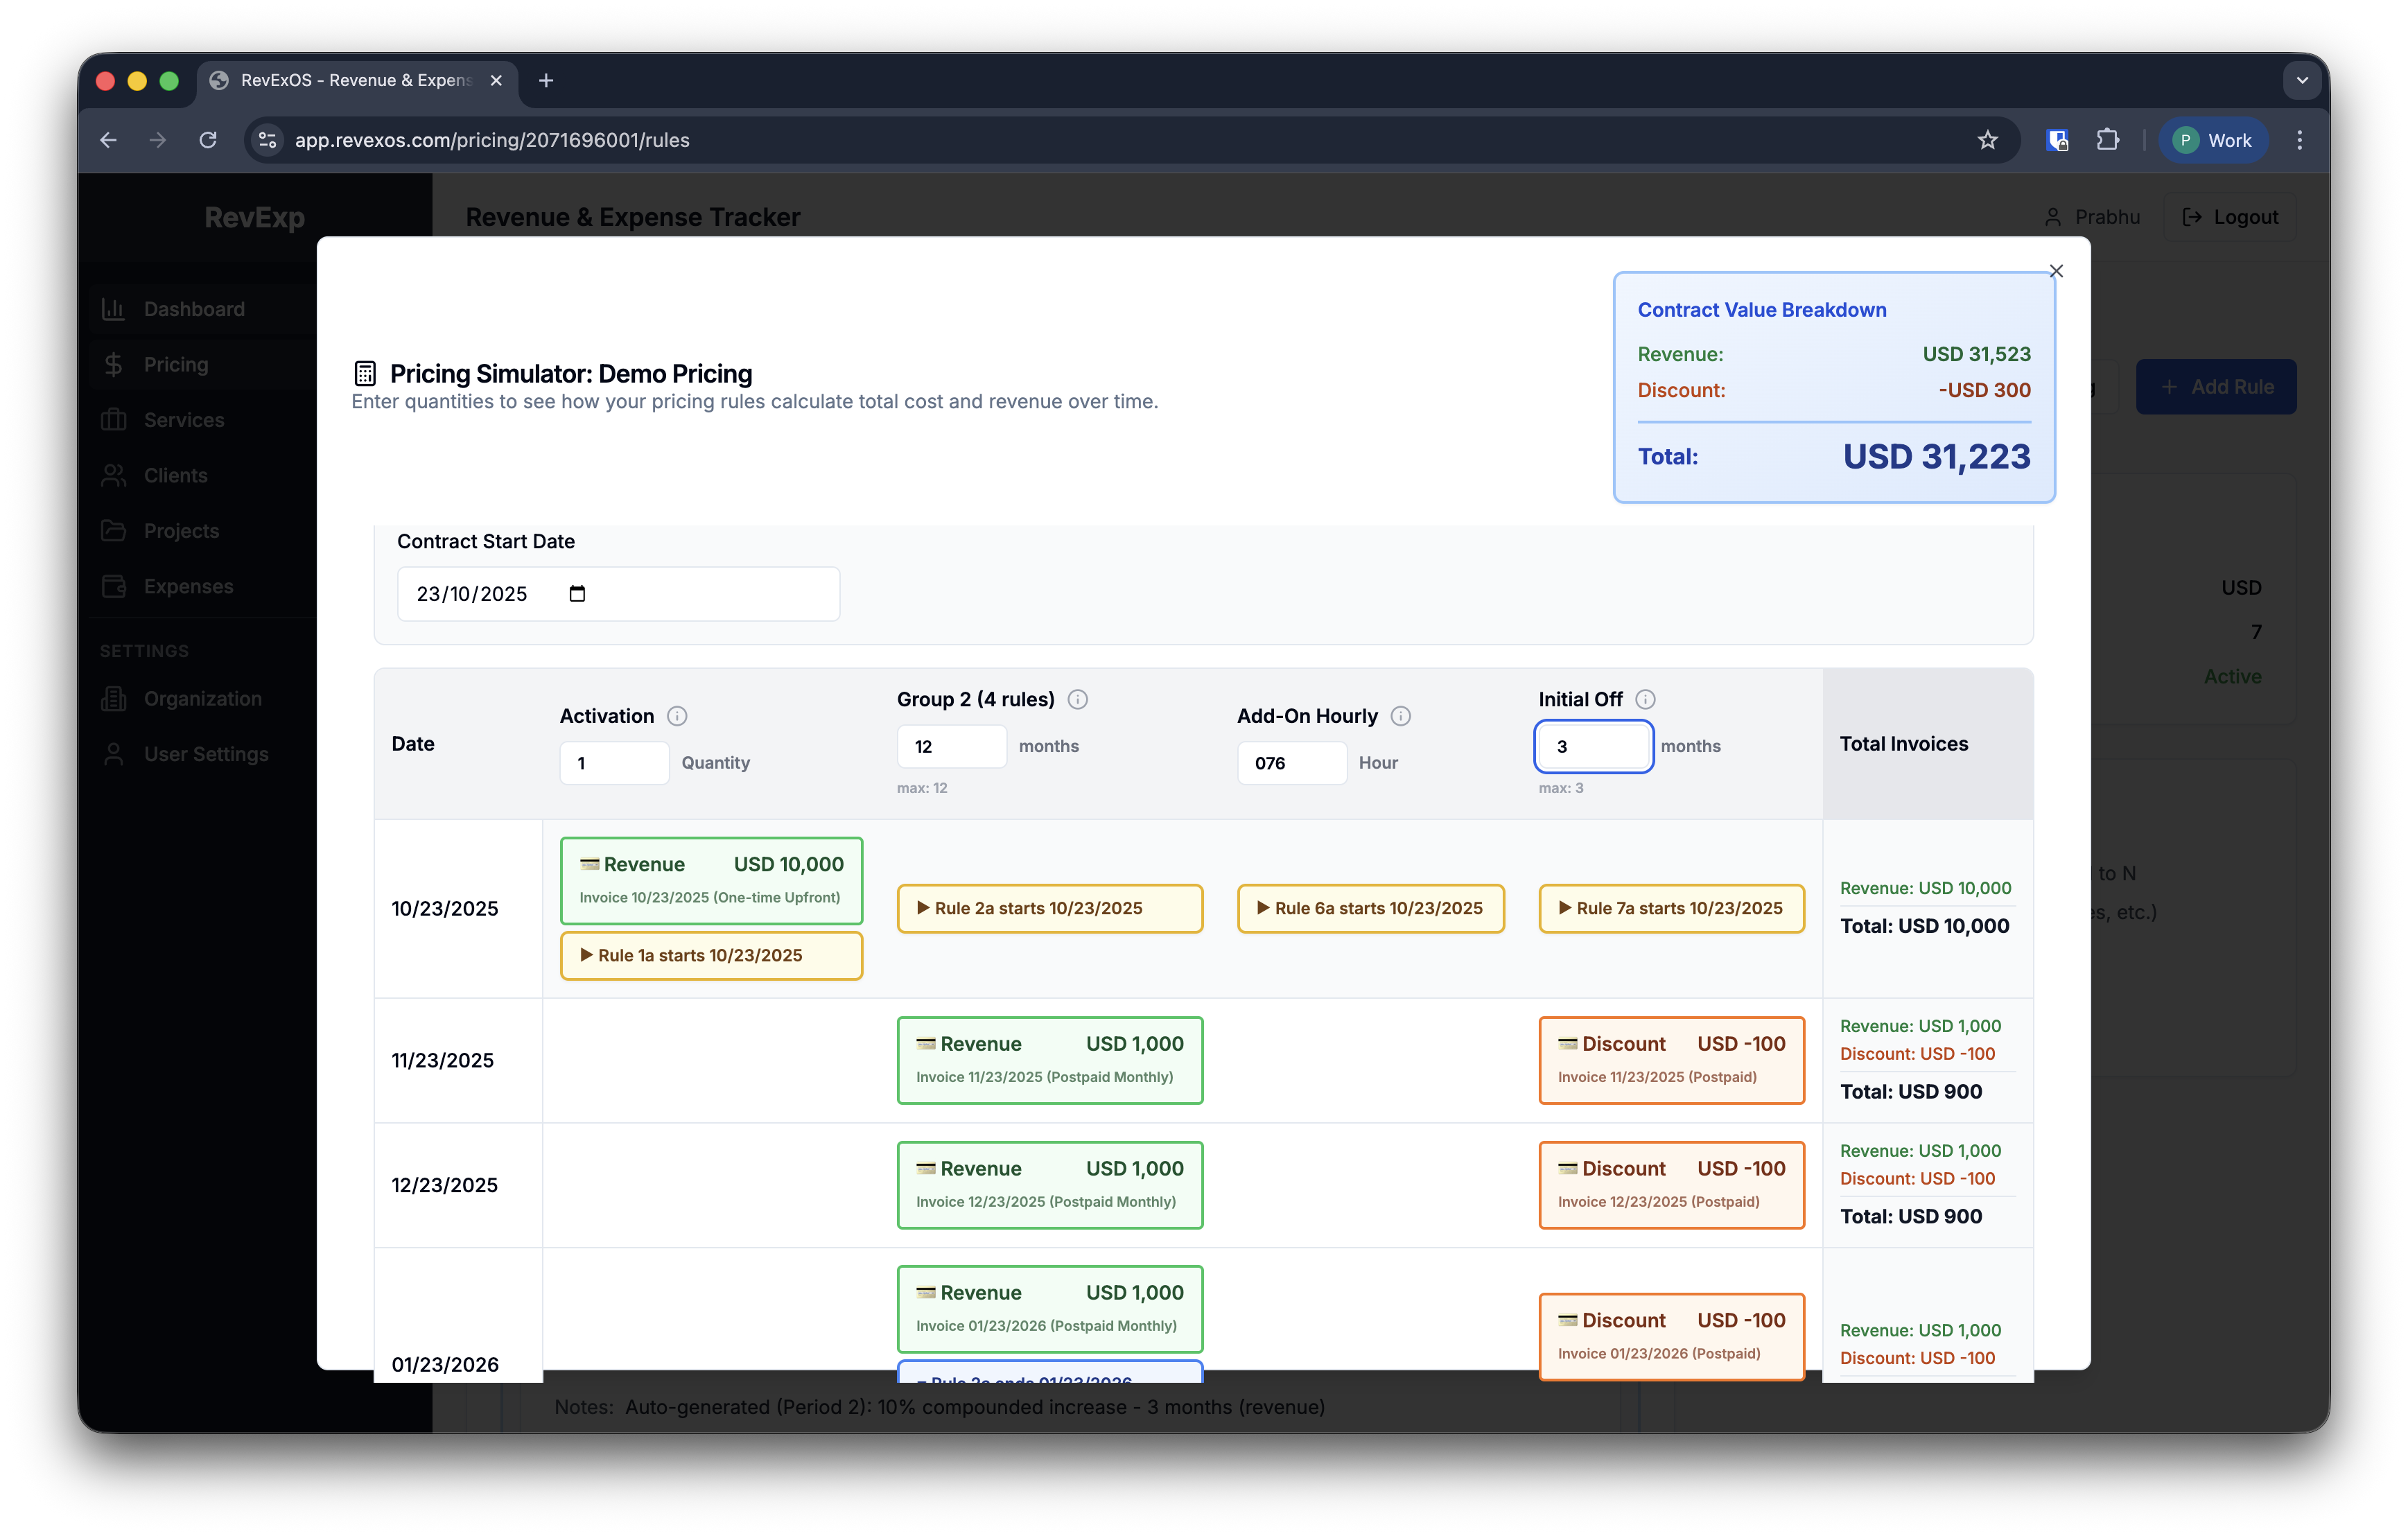 RevExOS - Revenue & Expens
app.revexos.com/pricing/2071696001/rules
P Work
RevExp
Revenue & Expense Tracker
Prabhu
Logout
Dashboard
Pricing
Services
Clients
Projects
Expenses
SETTINGS
Organization
User Settings
Add Rule
USD
7
Active
to N
es, etc.)
Pricing Simulator: Demo Pricing
Enter quantities to see how your pricing rules calculate total cost and revenue over time.
Contract Value Breakdown
Revenue: USD 31,523
Discount: -USD 300
Total: USD 31,223
Contract Start Date
23/10/2025
Date
Activation
1 Quantity
Group 2 (4 rules)
12 months
max: 12
Add-On Hourly
076 Hour
Initial Off
3 months
max: 3
Total Invoices
10/23/2025
Revenue USD 10,000
Invoice 10/23/2025 (One-time Upfront)
Rule 1a starts 10/23/2025
Rule 2a starts 10/23/2025
Rule 6a starts 10/23/2025
Rule 7a starts 10/23/2025
Revenue: USD 10,000
Total: USD 10,000
11/23/2025
Revenue USD 1,000
Invoice 11/23/2025 (Postpaid Monthly)
Discount USD -100
Invoice 11/23/2025 (Postpaid)
Revenue: USD 1,000
Discount: USD -100
Total: USD 900
12/23/2025
Revenue USD 1,000
Invoice 12/23/2025 (Postpaid Monthly)
Discount USD -100
Invoice 12/23/2025 (Postpaid)
Revenue: USD 1,000
Discount: USD -100
Total: USD 900
01/23/2026
Revenue USD 1,000
Invoice 01/23/2026 (Postpaid Monthly)
Rule 2a ends 01/23/2026
Discount USD -100
Invoice 01/23/2026 (Postpaid)
Revenue: USD 1,000
Discount: USD -100
Notes: Auto-generated (Period 2): 10% compounded increase - 3 months (revenue)